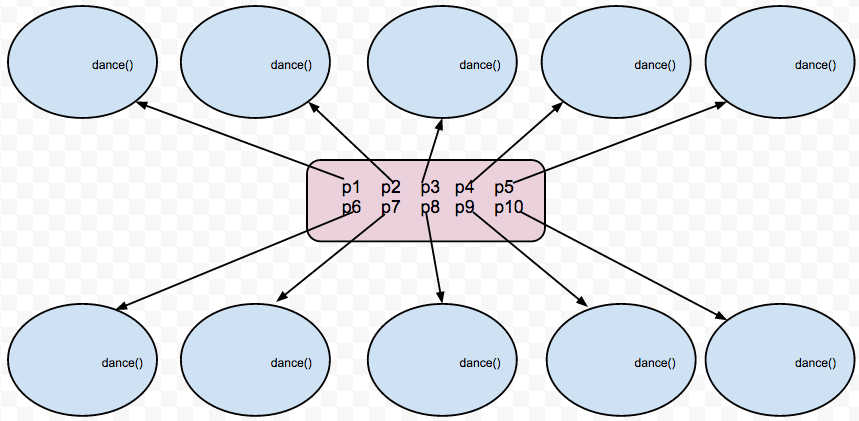 dance() dance() dance() dance() dance()
p1 p2 p3 p4 p5
p6 p7 p8 p9 p10
dance() dance() dance() dance() dance()